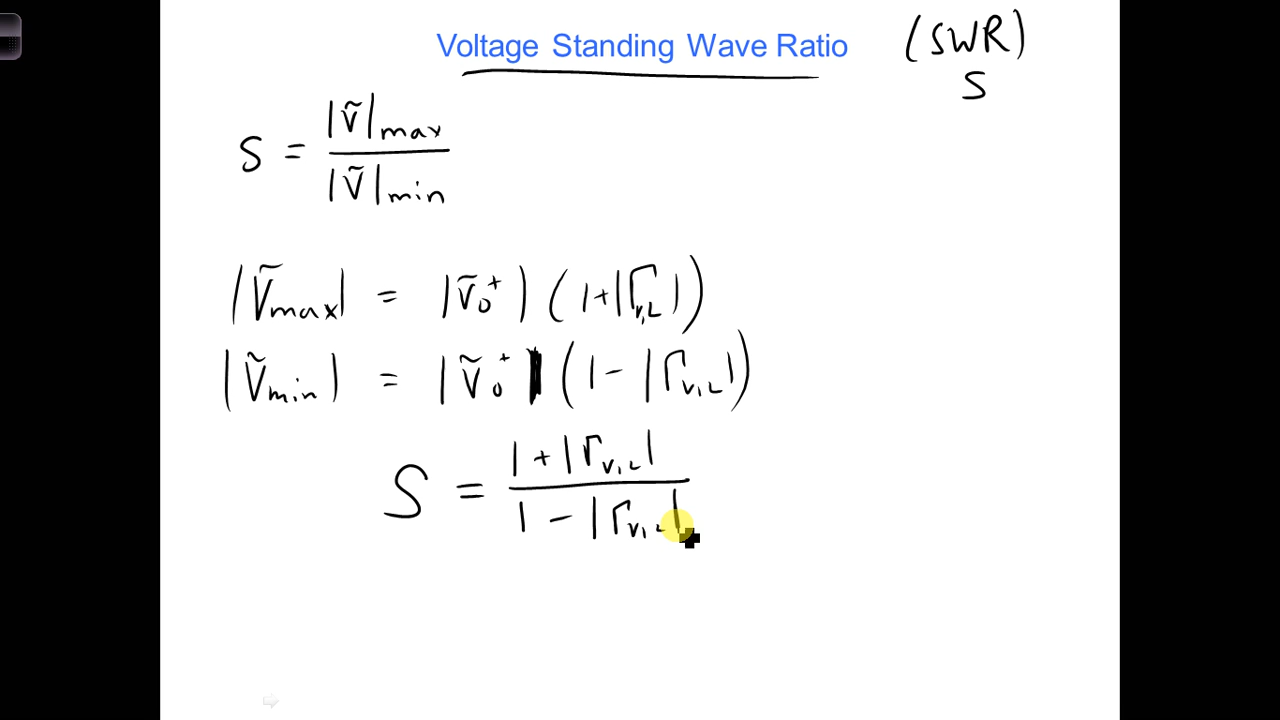 Voltage Standing Wave Ratio (SWR)
S
S = |Ṽ|max / |Ṽ|min
|Ṽmax| = |Ṽ₀⁺| (1+|Γv,L|)
|Ṽmin| = |Ṽ₀⁺| (1-|Γv,L|)
S = 1+|Γv,L| / 1-|Γv,L|